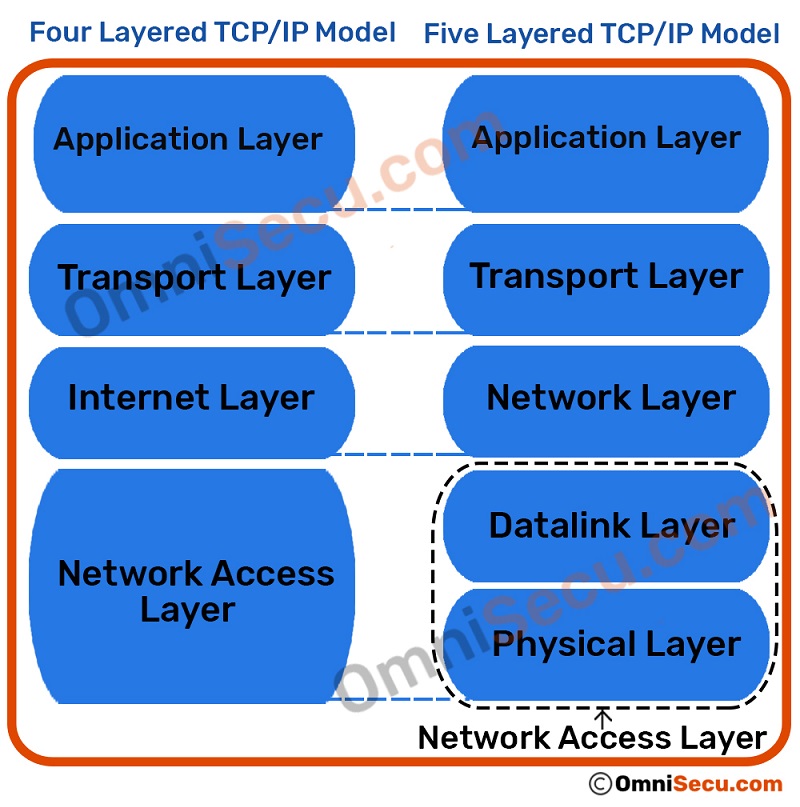 Four Layered TCP/IP Model
Five Layered TCP/IP Model
Application Layer
Application Layer
Transport Layer
Transport Layer
Internet Layer
Network Layer
Network Access
Layer
Datalink Layer
Physical Layer
Network Access Layer
OmniSecu.com
OmniSecu.com
©OmniSecu.com